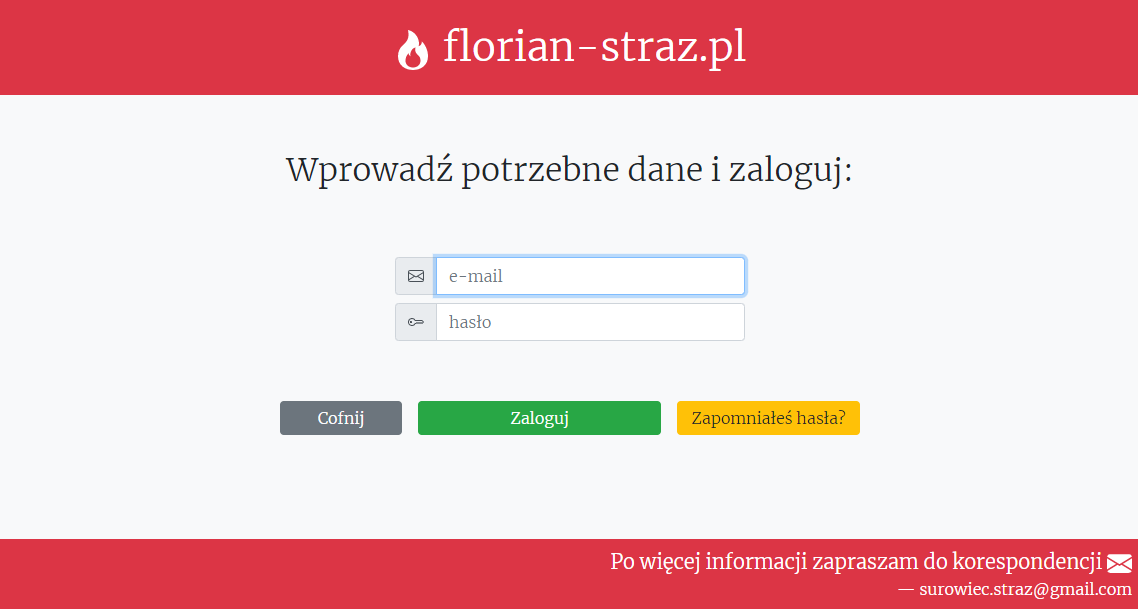 florian-straz.pl
Wprowadź potrzebne dane i zaloguj:
e-mail
hasło
Cofnij Zaloguj Zapomniałeś hasła?
Po więcej informacji zapraszam do korespondencji
— surowiec.straz@gmail.com